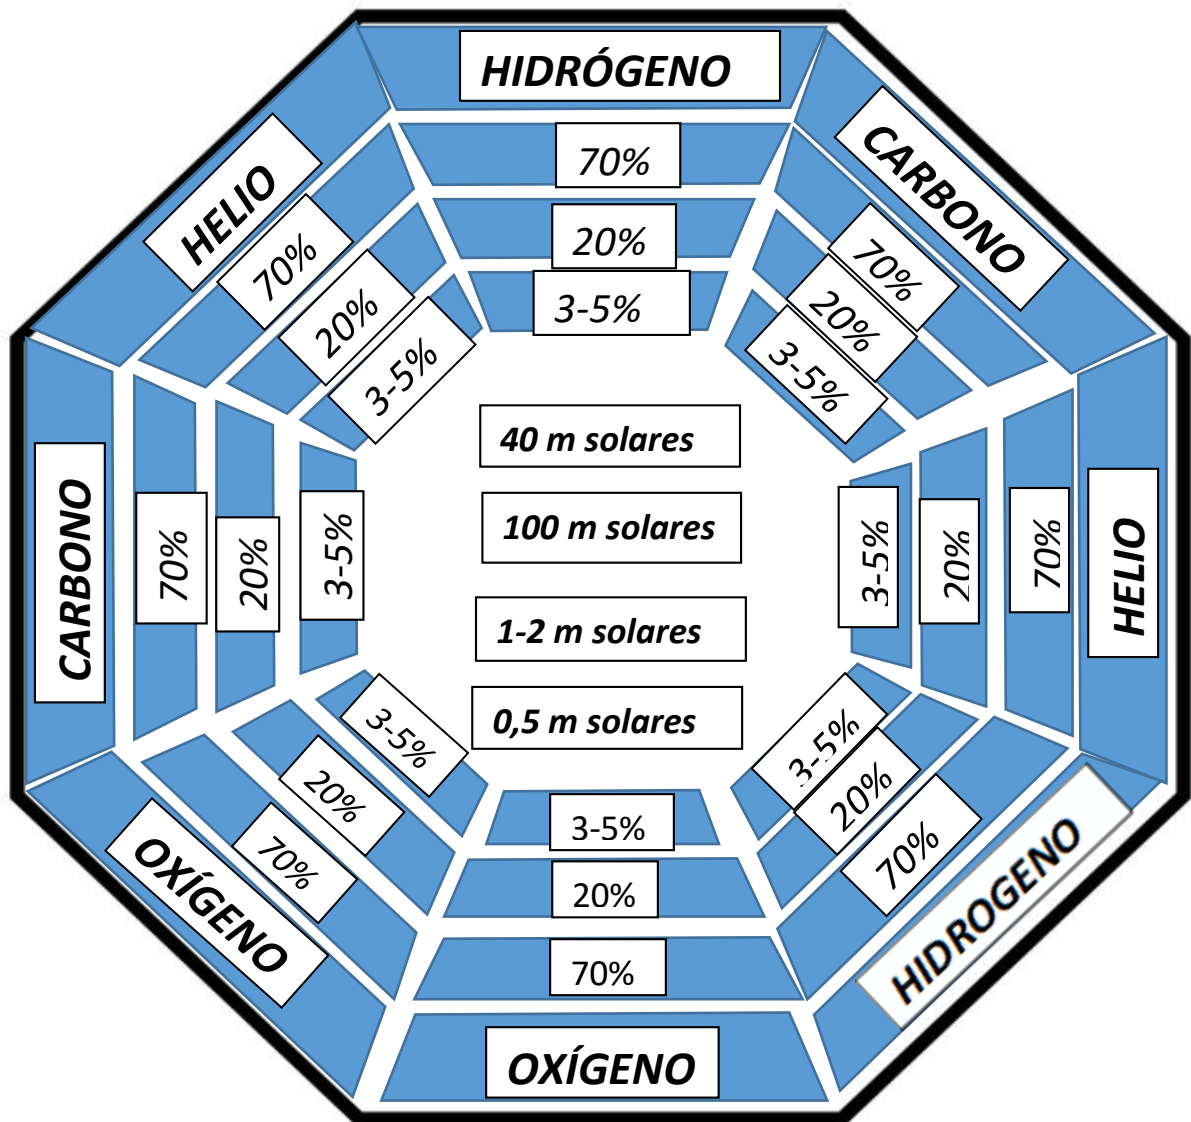 HIDRÓGENO
70%
20%
3-5%
CARBONO
70%
20%
3-5%
HELIO
70%
20%
3-5%
HIDROGENO
70%
20%
3-5%
OXÍGENO
70%
20%
3-5%
OXÍGENO
70%
20%
3-5%
CARBONO
70%
20%
3-5%
HELIO
70%
20%
3-5%
40 m solares
100 m solares
1-2 m solares
0,5 m solares